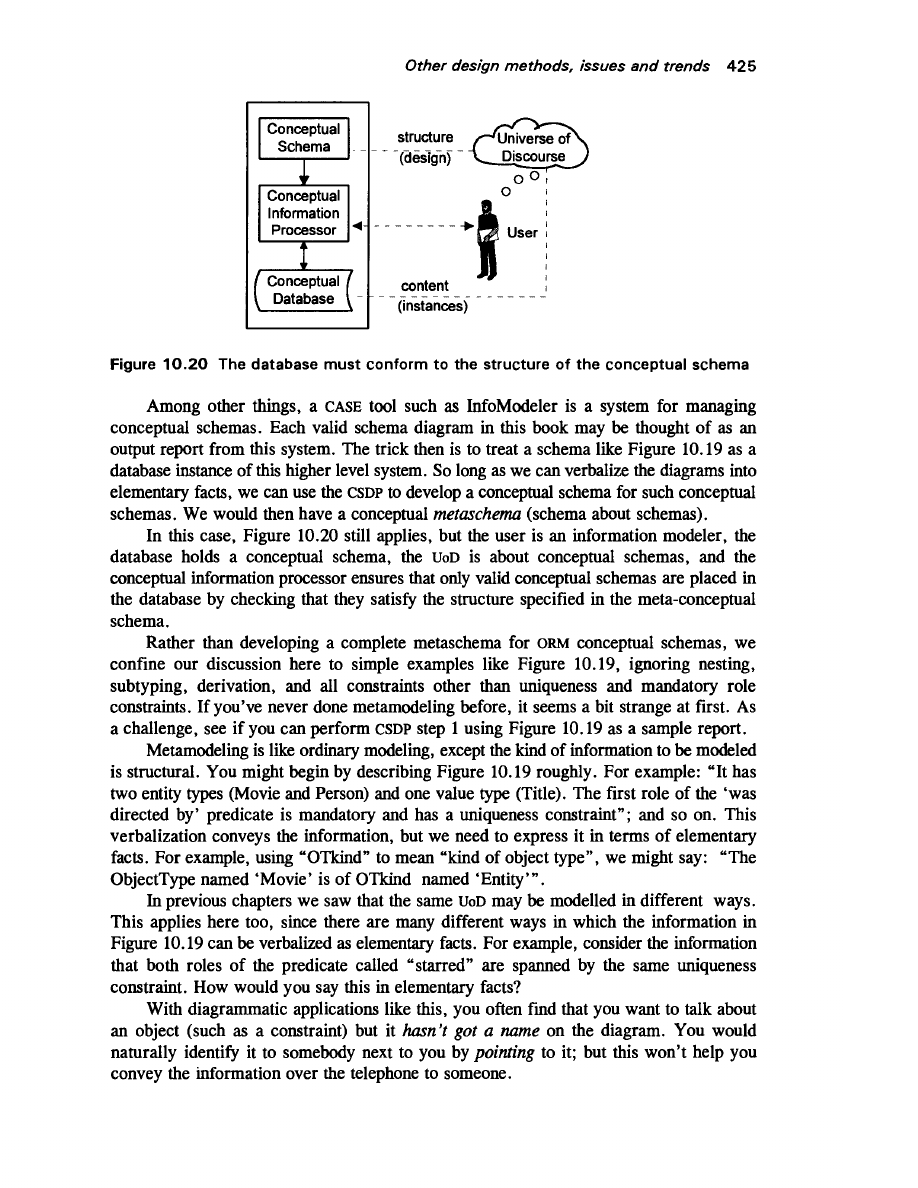 Other design methods, issues and trends 425
Conceptual
Schema
structure
(design)
Universe of
Discourse
Conceptual
Information
Processor
User
Conceptual
Database
content
(instances)
Figure 10.20 The database must conform to the structure of the conceptual schema
Among other things, a CASE tool such as InfoModeler is a system for managing
conceptual schemas. Each valid schema diagram in this book may be thought of as an
output report from this system. The trick then is to treat a schema like Figure 10.19 as a
database instance of this higher level system. So long as we can verbalize the diagrams into
elementary facts, we can use the CSDP to develop a conceptual schema for such conceptual
schemas. We would then have a conceptual metaschema (schema about schemas).
In this case, Figure 10.20 still applies, but the user is an information modeler, the
database holds a conceptual schema, the UoD is about conceptual schemas, and the
conceptual information processor ensures that only valid conceptual schemas are placed in
the database by checking that they satisfy the structure specified in the meta-conceptual
schema.
Rather than developing a complete metaschema for ORM conceptual schemas, we
confine our discussion here to simple examples like Figure 10.19, ignoring nesting,
subtyping, derivation, and all constraints other than uniqueness and mandatory role
constraints. If you've never done metamodeling before, it seems a bit strange at first. As
a challenge, see if you can perform CSDP step 1 using Figure 10.19 as a sample report.
Metamodeling is like ordinary modeling, except the kind of information to be modeled
is structural. You might begin by describing Figure 10.19 roughly. For example: “It has
two entity types (Movie and Person) and one value type (Title). The first role of the ‘was
directed by’ predicate is mandatory and has a uniqueness constraint”; and so on. This
verbalization conveys the information, but we need to express it in terms of elementary
facts. For example, using “OTkind” to mean “kind of object type”, we might say: “The
ObjectType named ‘Movie’ is of OTkind named ‘Entity’”.
In previous chapters we saw that the same UoD may be modelled in different ways.
This applies here too, since there are many different ways in which the information in
Figure 10.19 can be verbalized as elementary facts. For example, consider the information
that both roles of the predicate called “starred” are spanned by the same uniqueness
constraint. How would you say this in elementary facts?
With diagrammatic applications like this, you often find that you want to talk about
an object (such as a constraint) but it hasn't got a name on the diagram. You would
naturally identify it to somebody next to you by pointing to it; but this won't help you
convey the information over the telephone to someone.